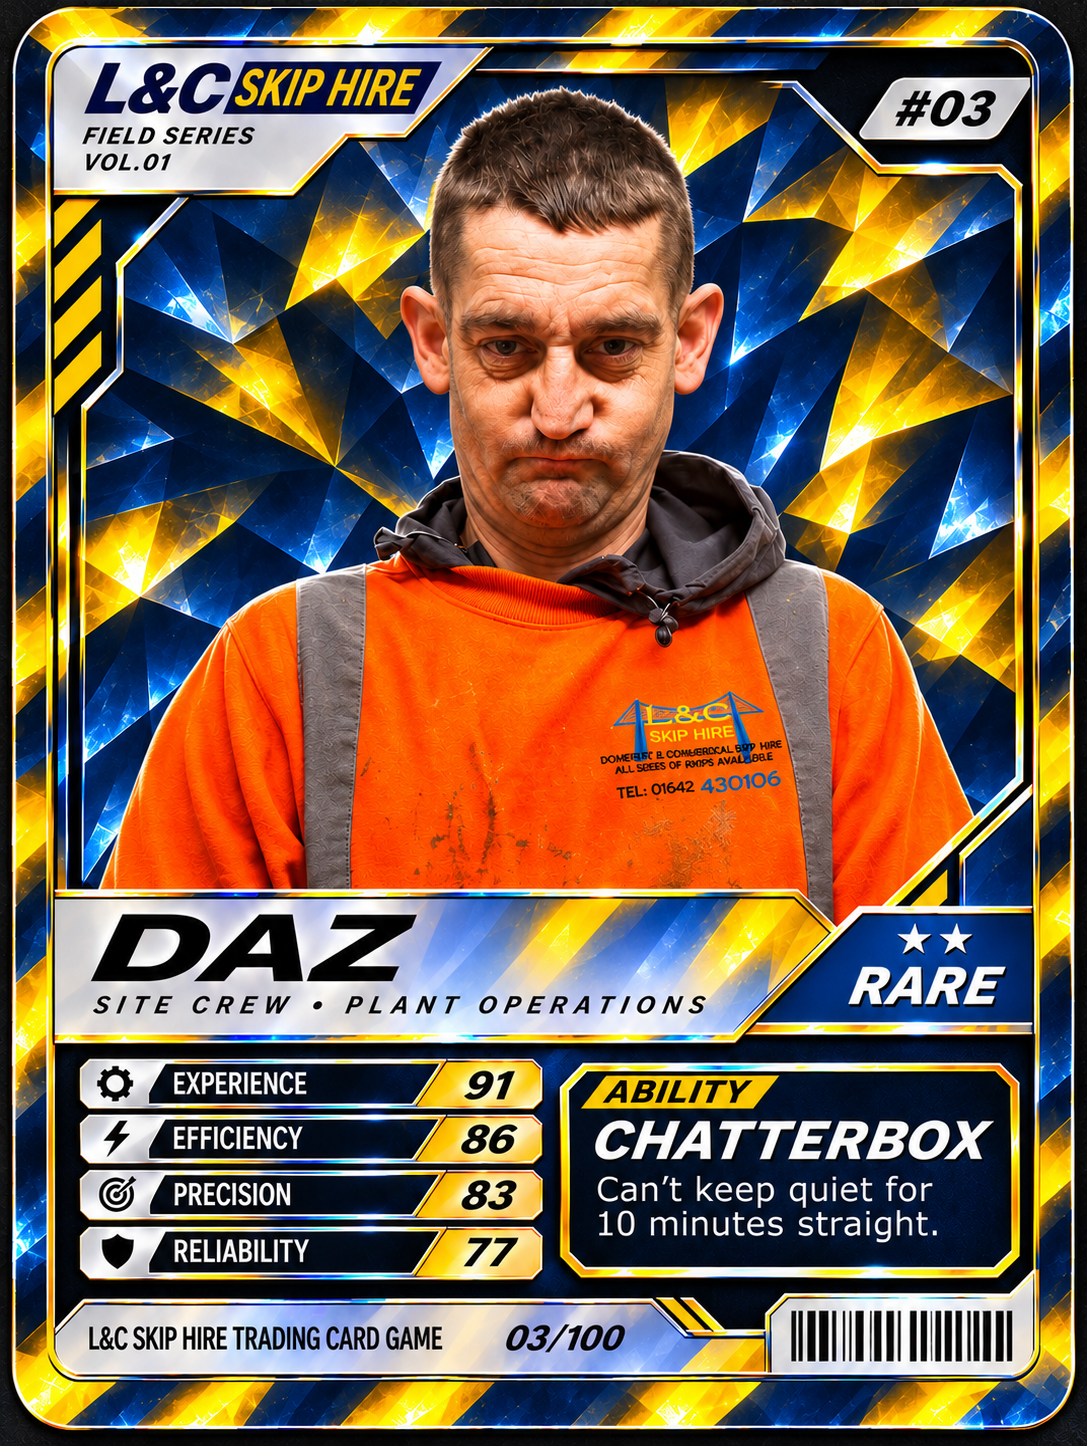 L&C SKIP HIRE
FIELD SERIES
VOL.01
#03
L&C
SKIP HIRE
TEL: 01642 430106
DAZ
SITE CREW • PLANT OPERATIONS
★★
RARE
EXPERIENCE 91
EFFICIENCY 86
PRECISION 83
RELIABILITY 77
ABILITY
CHATTERBOX
Can't keep quiet for
10 minutes straight.
L&C SKIP HIRE TRADING CARD GAME 03/100